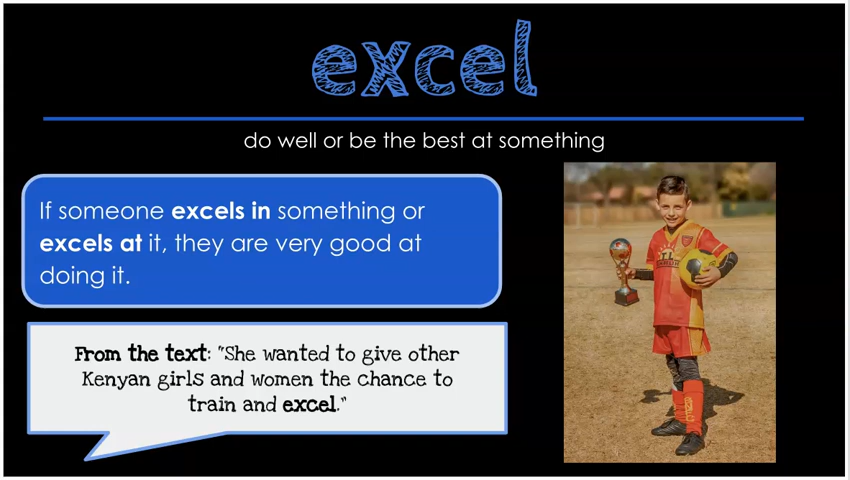 excel
do well or be the best at something
If someone excels in something or
excels at it, they are very good at
doing it.
From the text: "She wanted to give other
Kenyan girls and women the chance to
train and excel."